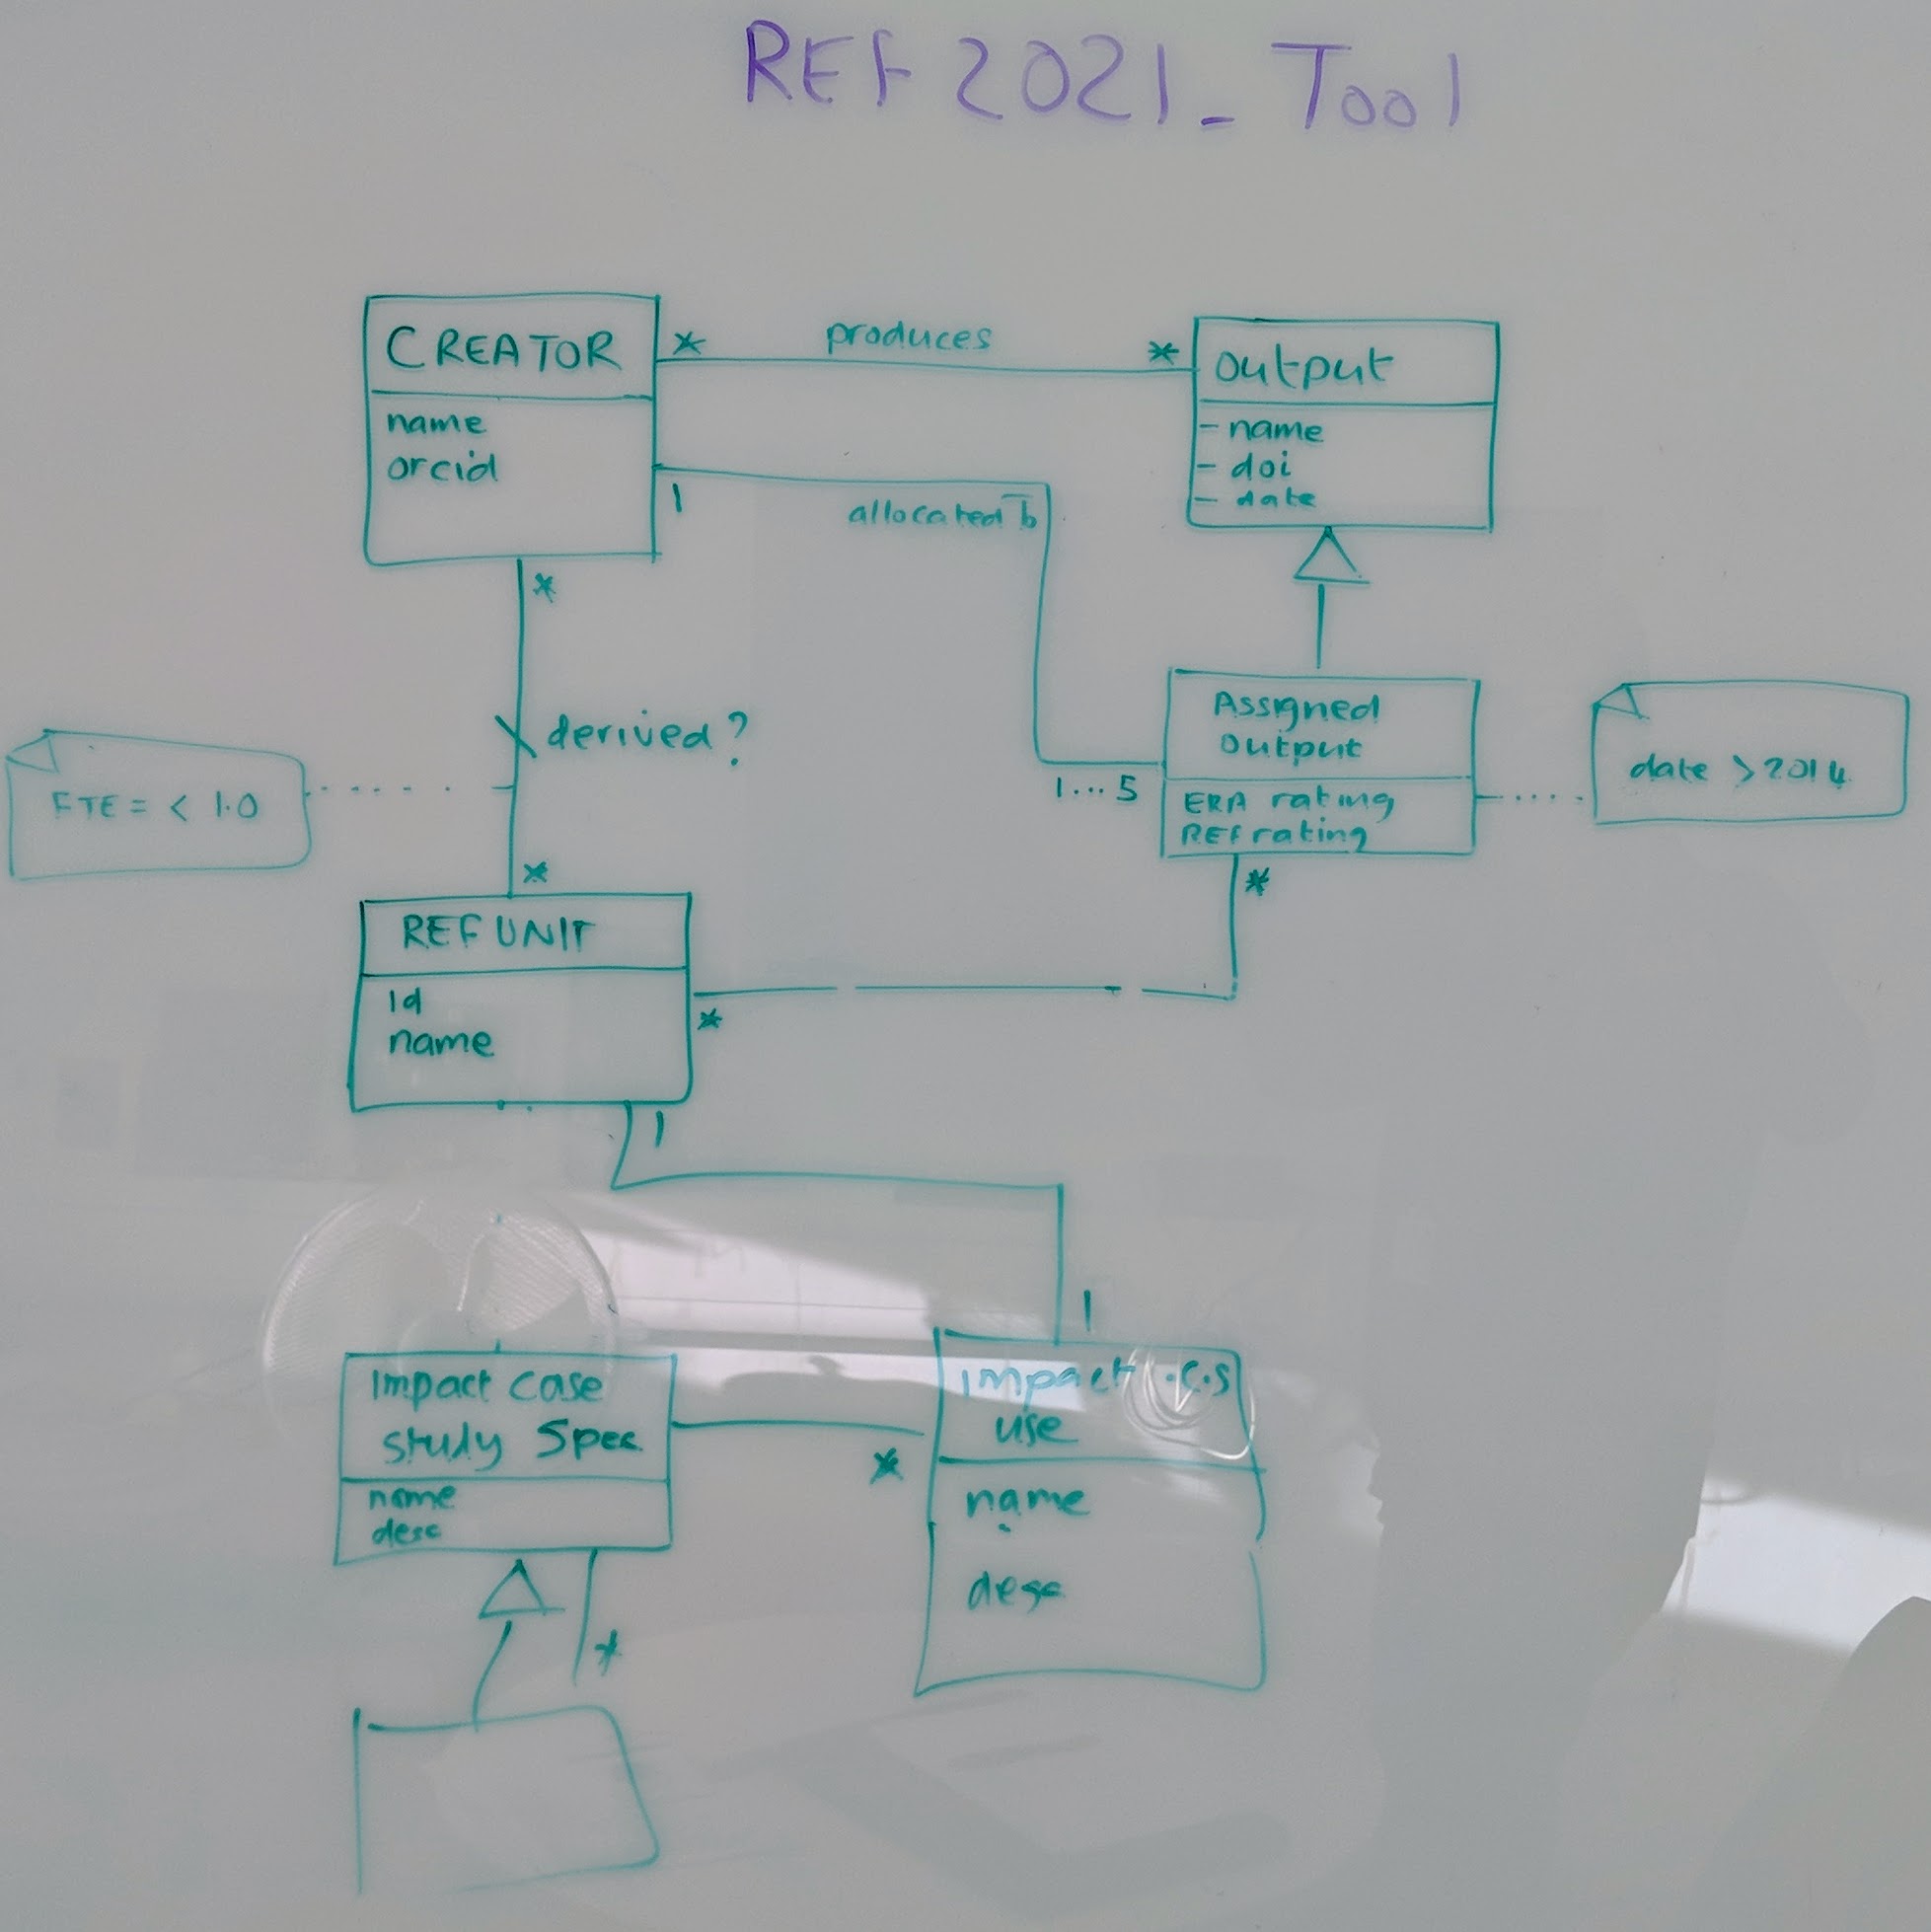 REF 2021_Tool
CREATOR
name
orcid
*
produces
*
output
- name
- doi
- date
1
allocated to
1...5
*
derived?
*
FTE = < 1.0
Assigned
Output
ERA rating
REF rating
date > 2014
*
REF UNIT
Id
name
*
1
1
Impact Case
study Spec
name
desc
*
impact .C.S
use
name
desc
*